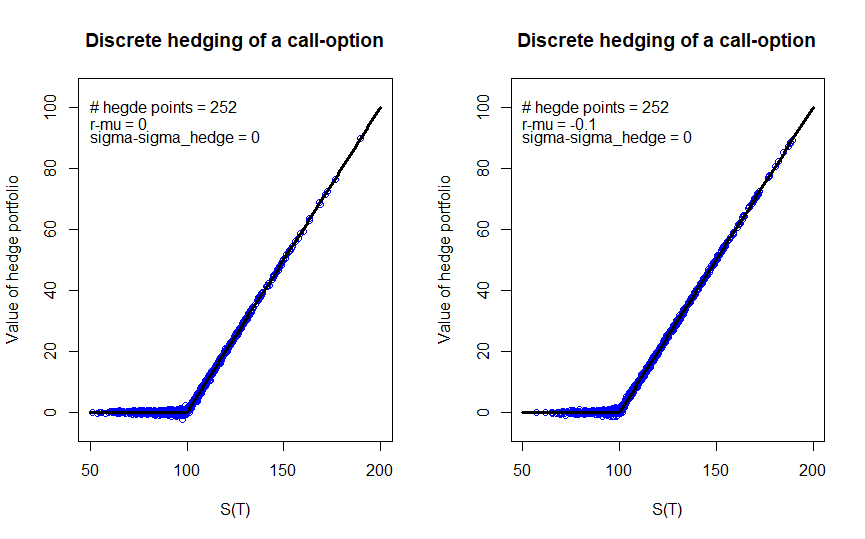 Discrete hedging of a call-option
# hegde points = 252
r-mu = 0
sigma-sigma_hedge = 0
Value of hedge portfolio
100
80
60
40
20
0
50
100
150
200
S(T)
Discrete hedging of a call-option
# hegde points = 252
r-mu = -0.1
sigma-sigma_hedge = 0
Value of hedge portfolio
100
80
60
40
20
0
50
100
150
200
S(T)